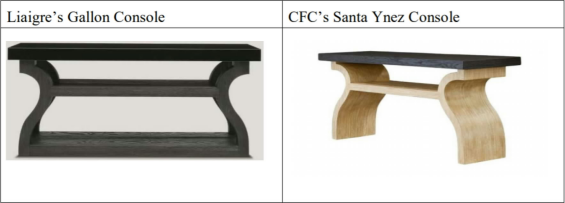 Liaigre’s Gallon Console
CFC’s Santa Ynez Console